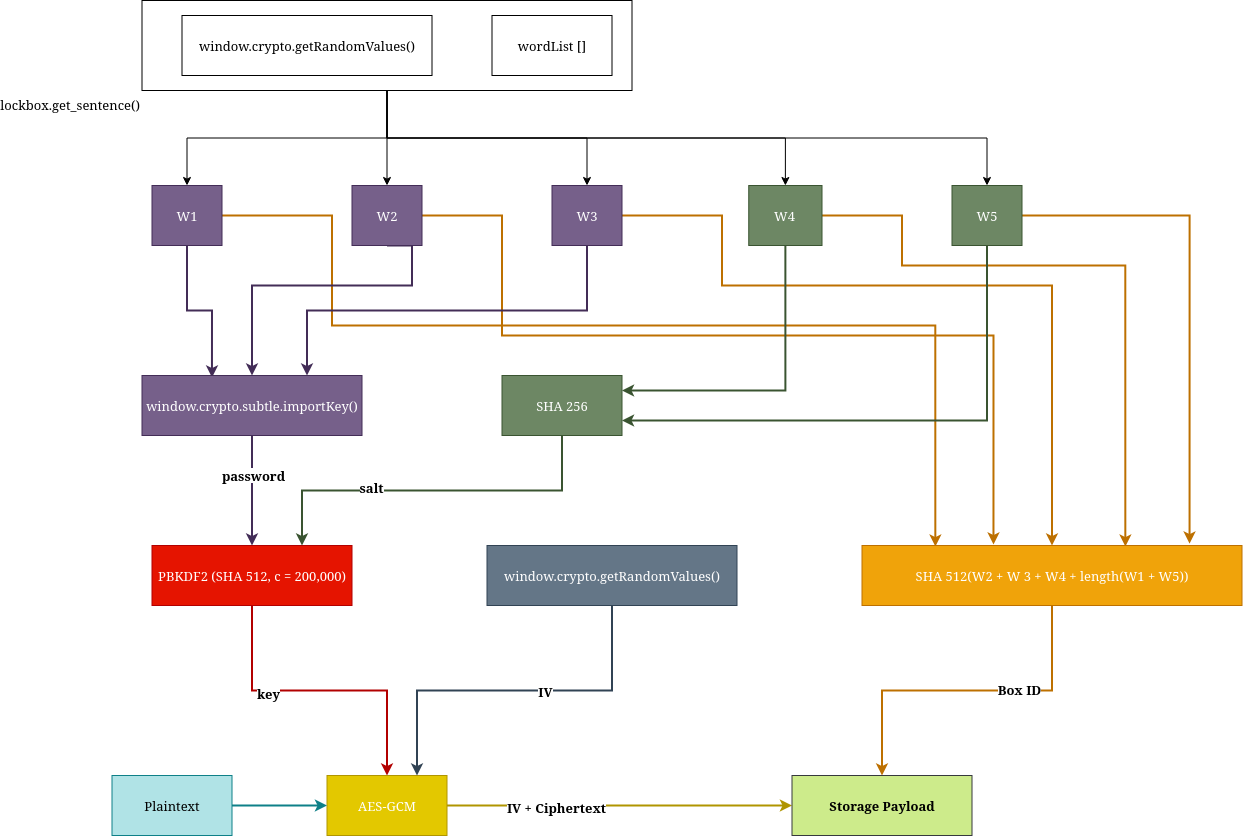 window.crypto.getRandomValues()
wordList []
lockbox.get_sentence()
W1
W2
W3
W4
W5
window.crypto.subtle.importKey()
SHA 256
password
salt
PBKDF2 (SHA 512, c = 200,000)
window.crypto.getRandomValues()
SHA 512(W2 + W 3 + W4 + length(W1 + W5))
key
IV
Box ID
Plaintext
AES-GCM
IV + Ciphertext
Storage Payload